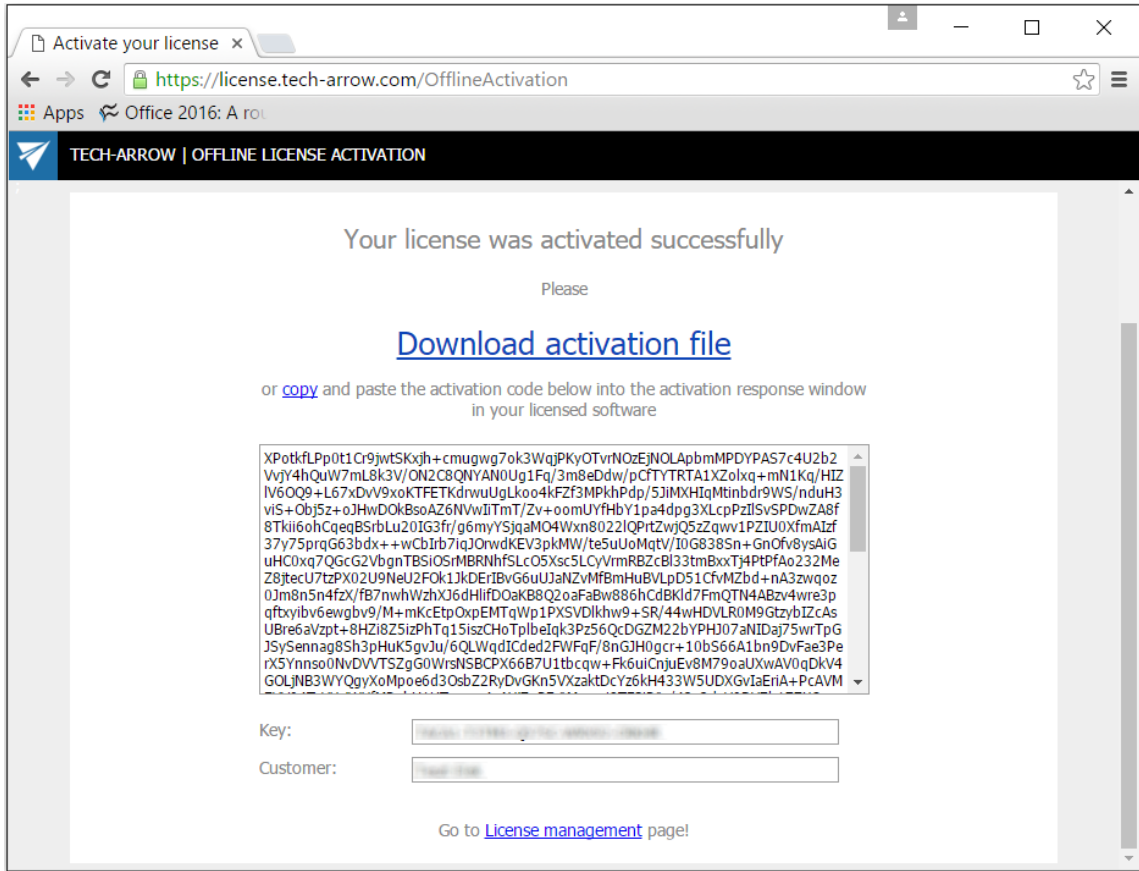 Activate your license
https://license.tech-arrow.com/OfflineActivation
Apps Office 2016: A rou
TECH-ARROW | OFFLINE LICENSE ACTIVATION
Your license was activated successfully
Please
Download activation file
or copy and paste the activation code below into the activation response window
in your licensed software
XPotkfLPp0t1Cr9jwtSKxjh+cmugwg7ok3WqjPKyOTvrNOzEjNOLApbmMPDYPAS7c4U2b2
VvjY4hQuW7mL8k3V/ON2C8QNYAN0Ug1Fq/3m8eDdw/pCfTYTRTA1XZolxq+mN1Kq/HIZ
lV6OQ9+L67xDvV9xoKTFETKdrwuUgLkoo4kFZf3MPkhPdp/5JiMXHIqMtinbdr9WS/nduH3
viS+Obj5z+oJHwDOkBsoAZ6NVwIiTmT/Zv+oomUYfHbY1pa4dpg3XLcpPzIlSvSPDwZA8f
8Tkii6ohCqeqBSrbLu20IG3fr/g6myYSjqaMO4Wxn8022lQPrtZwjQ5zZqwv1PZIU0XfmAIzf
37y75prqG63bdx++wCbIrb7iqJOrwdKEV3pkMW/te5uUoMqtV/I0G838Sn+GnOfv8ysAiG
uHC0xq7QGcG2VbgnTBSiOSrMBRNhfSLcO5Xsc5LCyVrmRBZcBl33tmBxxTj4PtPfAo232Me
Z8jtecU7tzPX02U9NeU2FOk1JkDErIBvG6uUJaNZvMfBmHuBVLpD51CfvMZbd+nA3zwqoz
0Jm8n5n4fzX/fB7nwhWzhXJ6dHlifDOaKB8Q2oaFaBw886hCdBKld7FmQTN4ABzv4wre3p
qftxyibv6ewgbv9/M+mKcEtpOxpEMTqWp1PXSVDlkhw9+SR/44wHDVLR0M9GtzybIZcAs
UBre6aVzpt+8HZi8Z5izPhTq15iszCHoTplbeIqk3Pz56QcDGZM22bYPHJ07aNIDaj75wrTpG
JSySennag8Sh3pHuK5gvJu/6QLWqdICded2FWFqF/8nGJH0gcr+10bS66A1bn9DvFae3Pe
rX5Ynnso0NvDVVTSZgG0WrsNSBCPX66B7U1tbcqw+Fk6uiCnjuEv8M79oaUXwAV0qDkV4
GOLjNB3WYQgyXoMpoe6d3OsbZ2RyDvGKn5VXzaktDcYz6kH433W5UDXGvIaEriA+PcAVM
Key:
Customer:
Go to License management page!